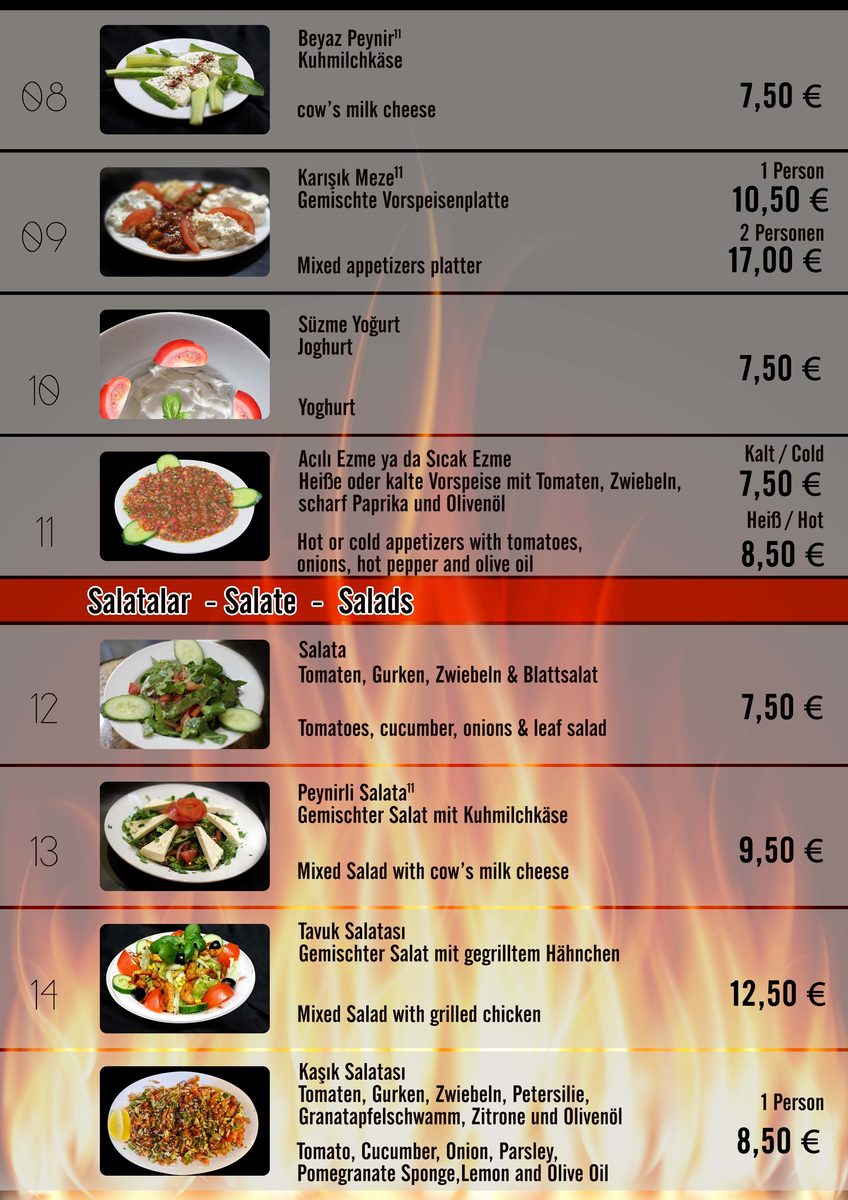 08
Beyaz Peynir¹¹
Kuhmilchkäse
cow's milk cheese
7,50 €
09
Karışık Meze¹¹
Gemischte Vorspeisenplatte
Mixed appetizers platter
1 Person
10,50 €
2 Personen
17,00 €
10
Süzme Yoğurt
Joghurt
Yoghurt
7,50 €
11
Acılı Ezme ya da Sıcak Ezme
Heiße oder kalte Vorspeise mit Tomaten, Zwiebeln,
scharf Paprika und Olivenöl
Hot or cold appetizers with tomatoes,
onions, hot pepper and olive oil
Kalt / Cold
7,50 €
Heiß / Hot
8,50 €
Salatalar - Salate - Salads
12
Salata
Tomaten, Gurken, Zwiebeln & Blattsalat
Tomatoes, cucumber, onions & leaf salad
7,50 €
13
Peynirli Salata¹¹
Gemischter Salat mit Kuhmilchkäse
Mixed Salad with cow's milk cheese
9,50 €
14
Tavuk Salatası
Gemischter Salat mit gegrilltem Hähnchen
Mixed Salad with grilled chicken
12,50 €
Kaşık Salatası
Tomaten, Gurken, Zwiebeln, Petersilie,
Granatapfelschwamm, Zitrone und Olivenöl
Tomato, Cucumber, Onion, Parsley,
Pomegranate Sponge,Lemon and Olive Oil
1 Person
8,50 €